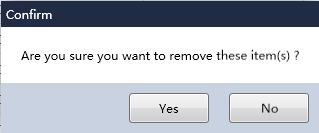 Confirm
Are you sure you want to remove these item(s) ?
Yes
No